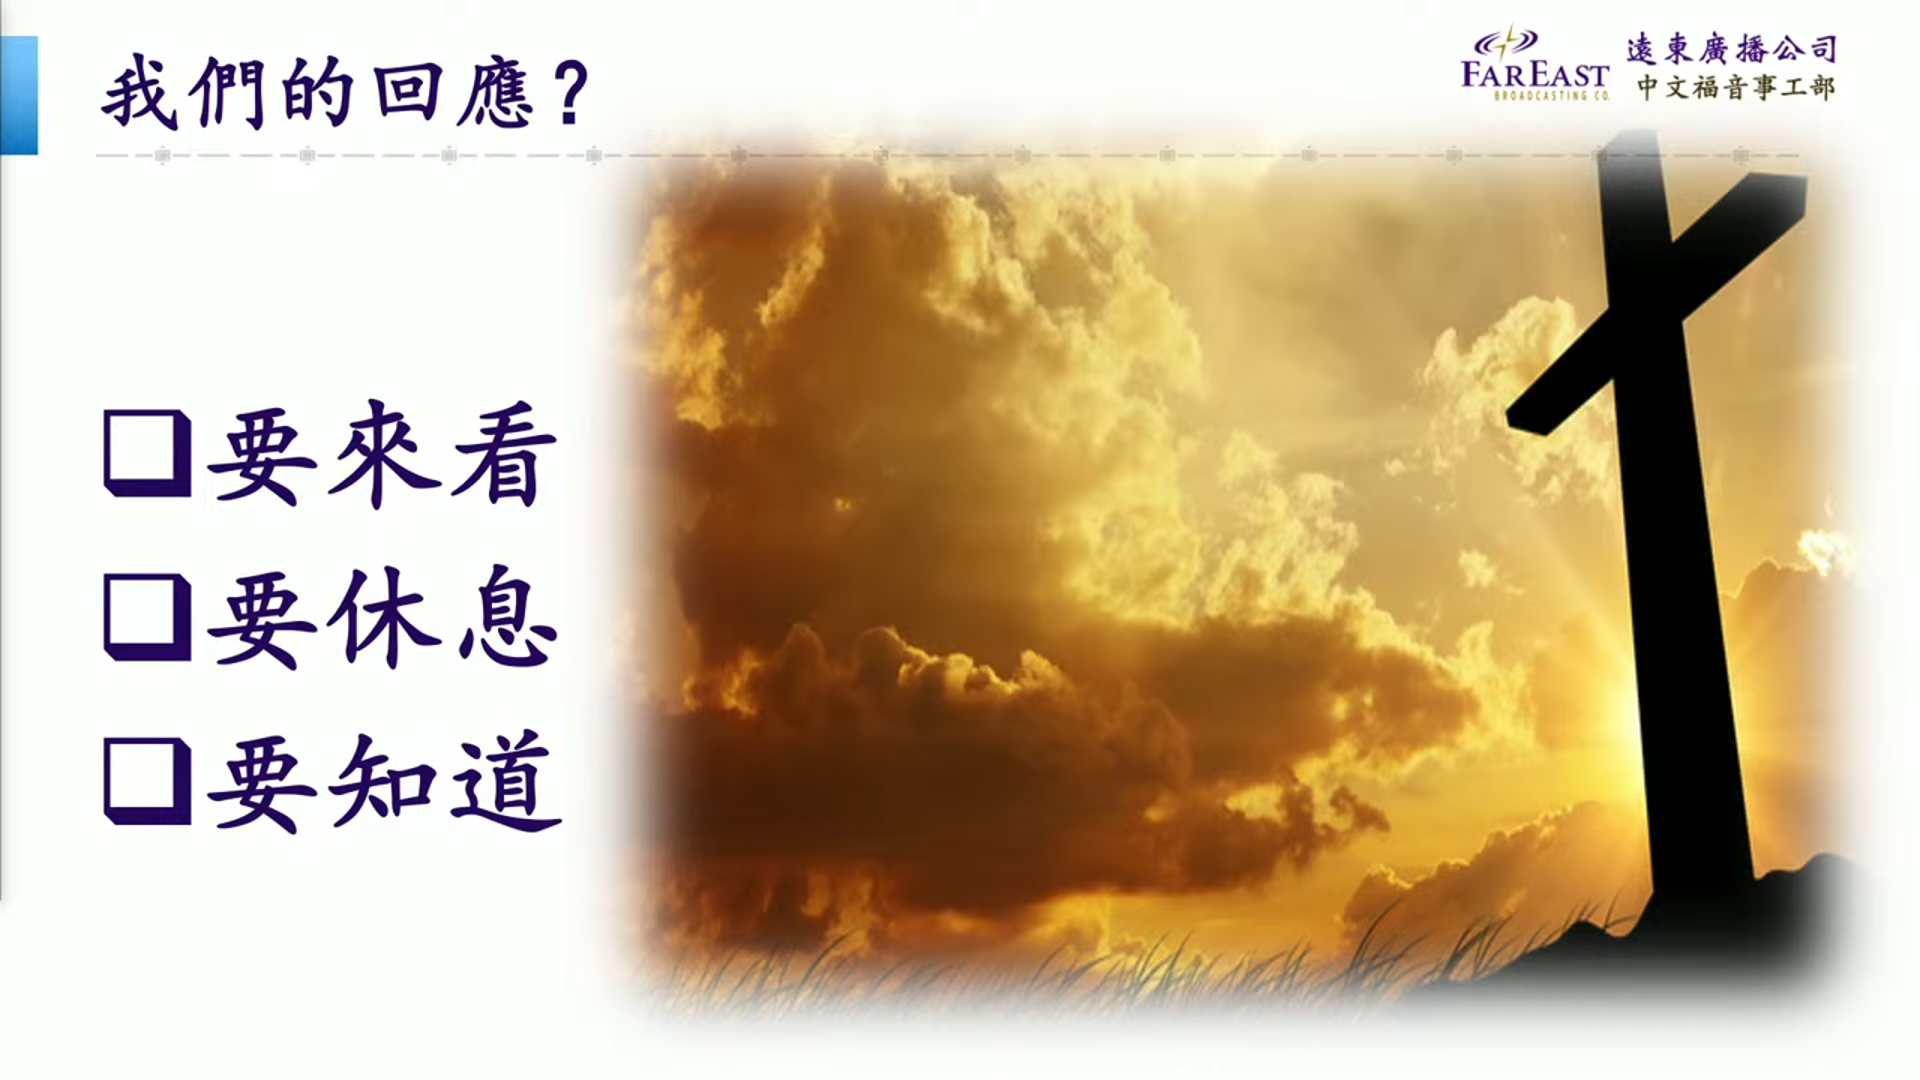 我們的回應？
FAREAST
BROADCASTING CO.
遠東廣播公司
中文福音事工部
要來看
要休息
要知道